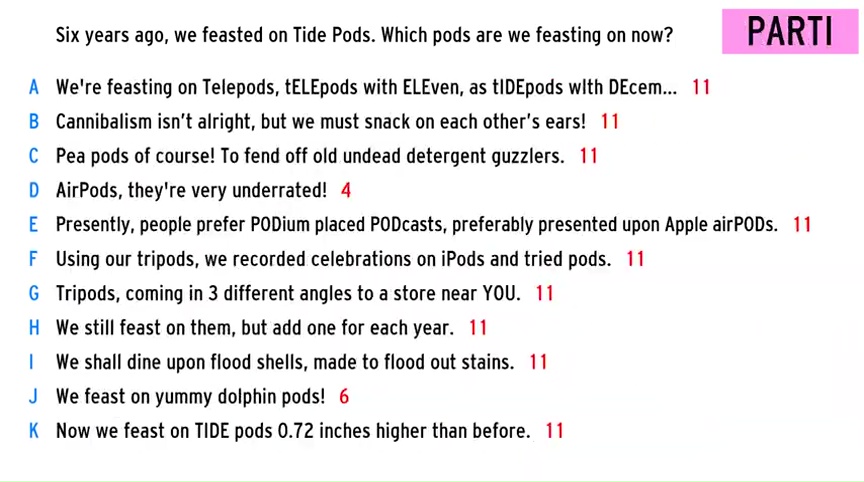 Six years ago, we feasted on Tide Pods. Which pods are we feasting on now?
PARTI
A We're feasting on Telepods, tELEpods with ELEven, as tIDEpods wIth DEcem... 11
B Cannibalism isn’t alright, but we must snack on each other’s ears! 11
C Pea pods of course! To fend off old undead detergent guzzlers. 11
D AirPods, they're very underrated! 4
E Presently, people prefer PODium placed PODcasts, preferably presented upon Apple airPODs. 11
F Using our tripods, we recorded celebrations on iPods and tried pods. 11
G Tripods, coming in 3 different angles to a store near YOU. 11
H We still feast on them, but add one for each year. 11
I We shall dine upon flood shells, made to flood out stains. 11
J We feast on yummy dolphin pods! 6
K Now we feast on TIDE pods 0.72 inches higher than before. 11